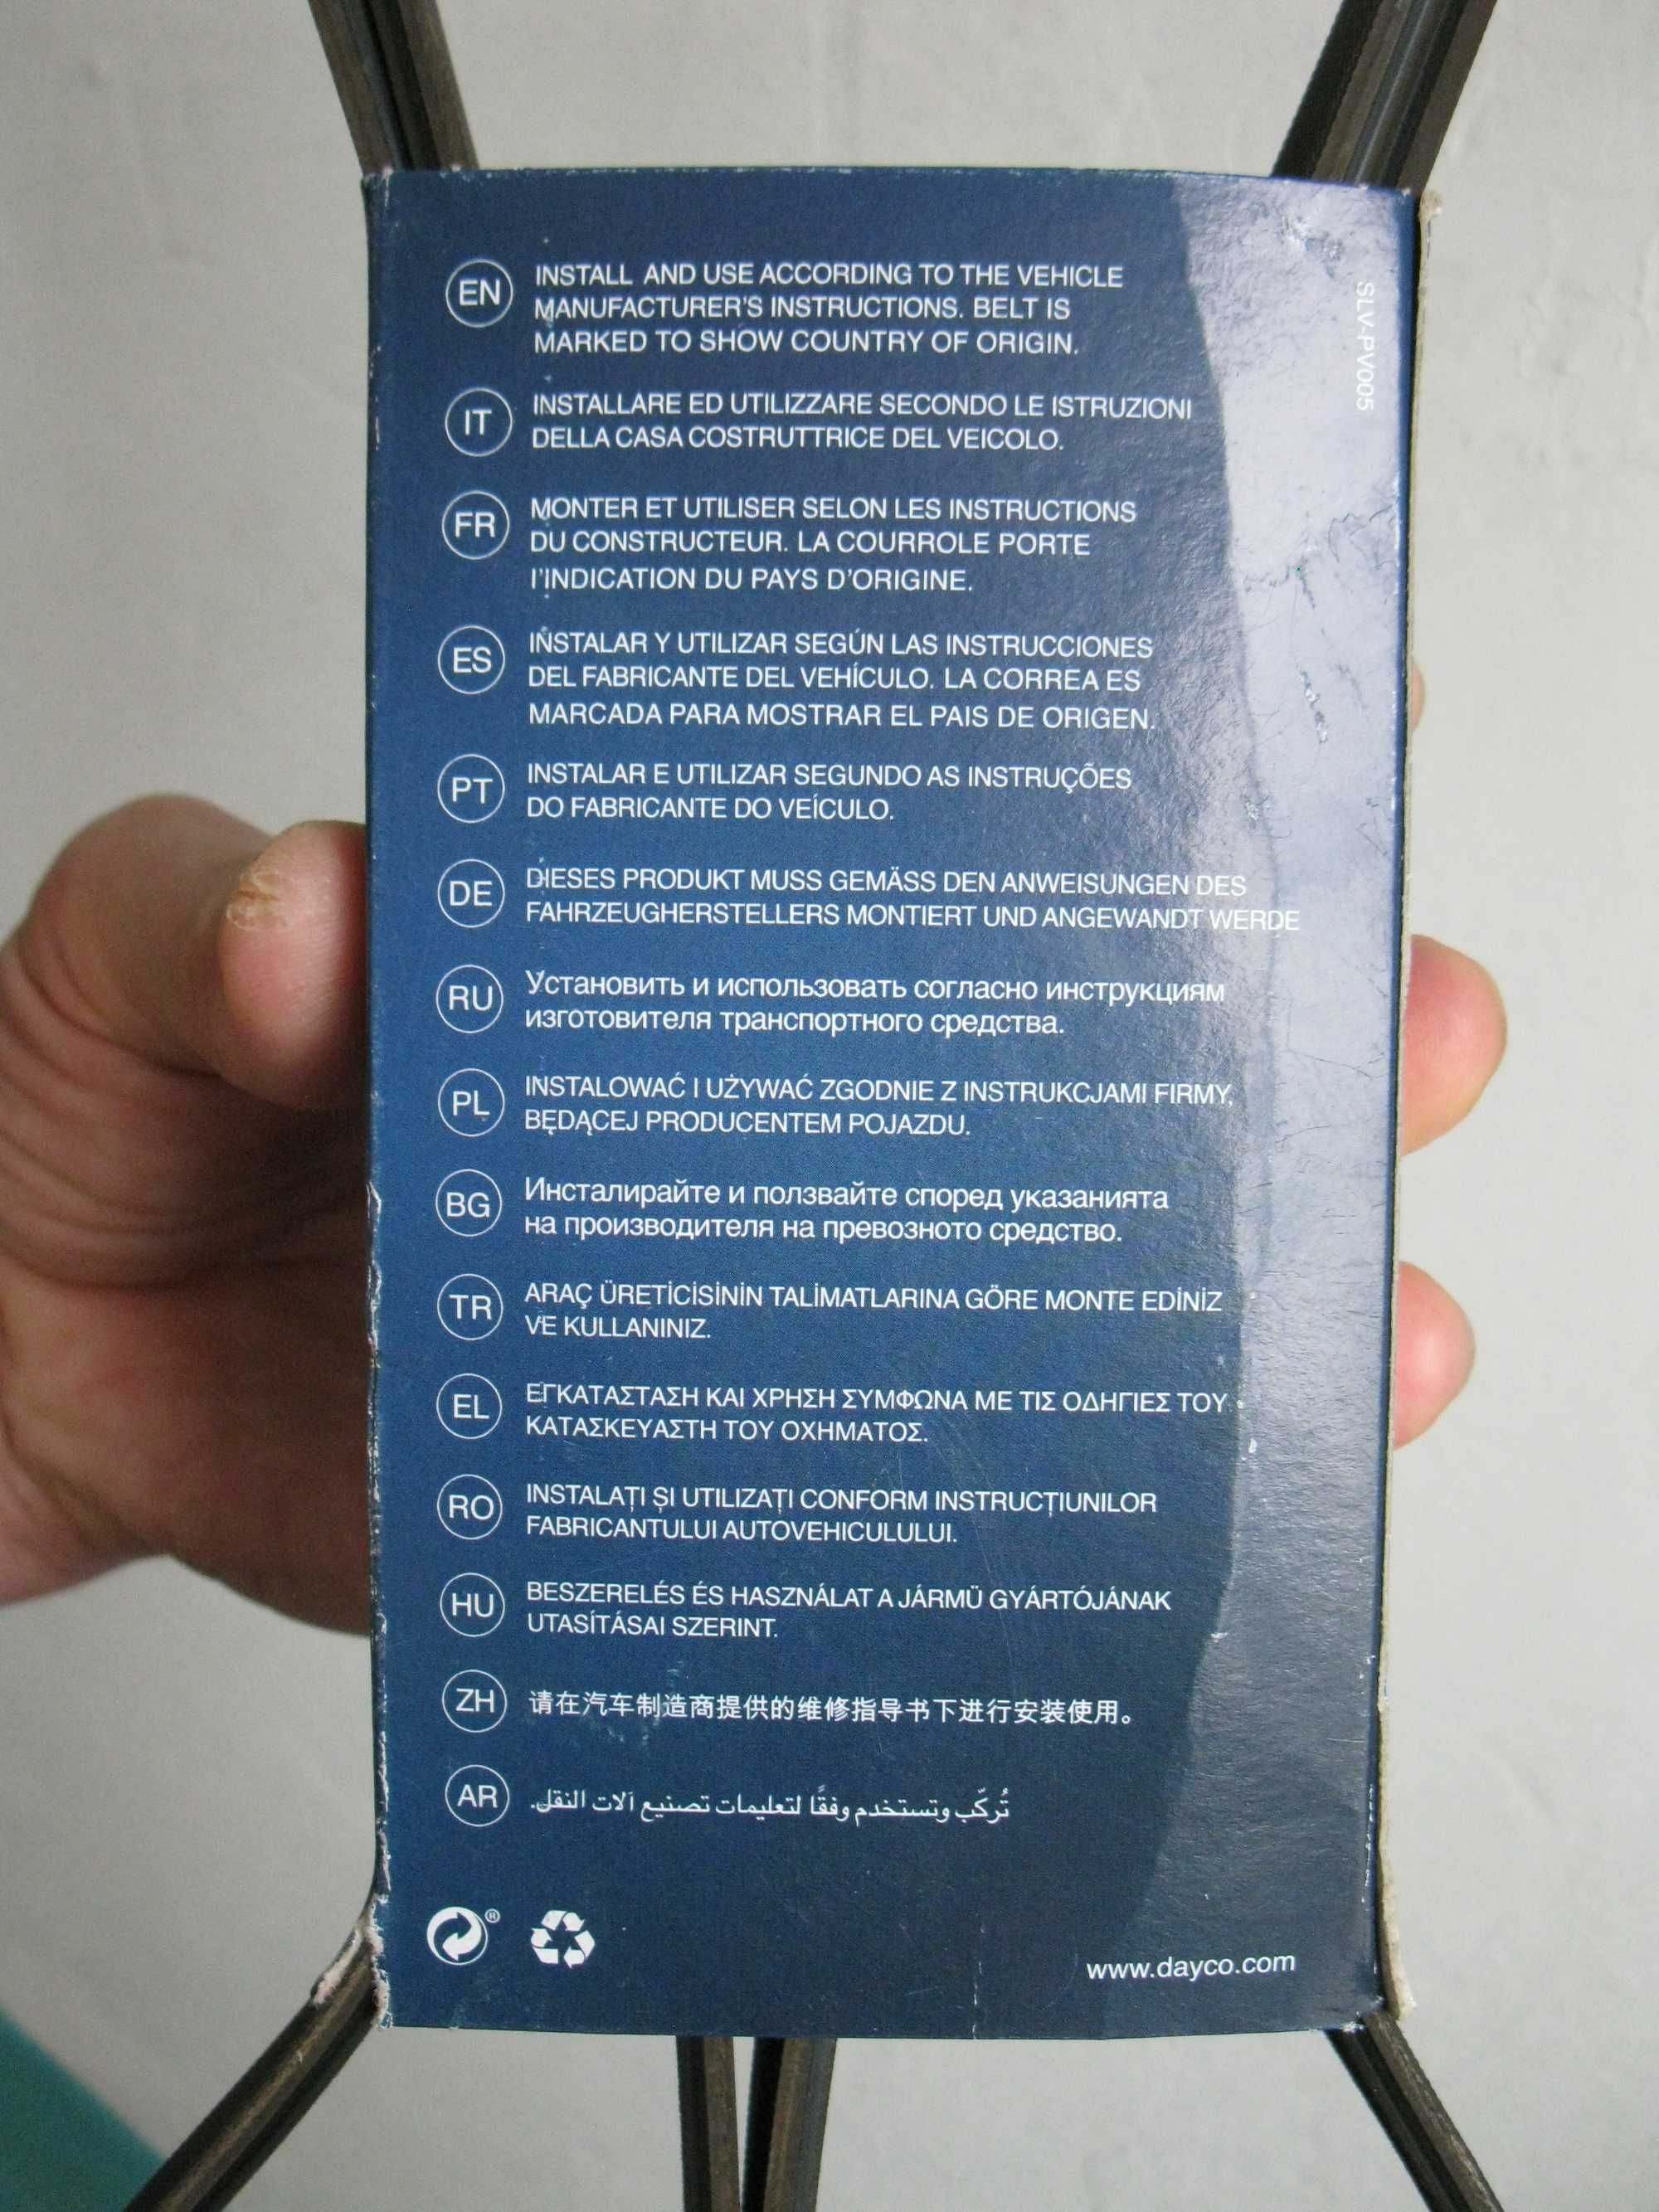 EN INSTALL AND USE ACCORDING TO THE VEHICLE
MANUFACTURER'S INSTRUCTIONS. BELT IS
MARKED TO SHOW COUNTRY OF ORIGIN.
SLV-PV005
IT INSTALLARE ED UTILIZZARE SECONDO LE ISTRUZIONI
DELLA CASA COSTRUTTRICE DEL VEICOLO.
FR MONTER ET UTILISER SELON LES INSTRUCTIONS
DU CONSTRUCTEUR. LA COURROLE PORTE
I'INDICATION DU PAYS D'ORIGINE.
ES INSTALAR Y UTILIZAR SEGÚN LAS INSTRUCCIONES
DEL FABRICANTE DEL VEHÍCULO. LA CORREA ES
MARCADA PARA MOSTRAR EL PAIS DE ORIGEN.
PT INSTALAR E UTILIZAR SEGUNDO AS INSTRUÇÕES
DO FABRICANTE DO VEÍCULO.
DE DIESES PRODUKT MUSS GEMÄSS DEN ANWEISUNGEN DES
FAHRZEUGHERSTELLERS MONTIERT UND ANGEWANDT WERDE
RU Установить и использовать согласно инструкциям
изготовителя транспортного средства.
PL INSTALOWAĆ I UŻYWAĆ ZGODNIE Z INSTRUKCJAMI FIRMY,
BĘDĄCEJ PRODUCENTEM POJAZDU.
BG Инсталирайте и ползвайте според указанията
на производителя на превозното средство.
TR ARAÇ ÜRETİCİSİNİN TALİMATLARINA GÖRE MONTE EDİNİZ
VE KULLANINIZ.
EL ΕΓΚΑΤΑΣΤΑΣΗ ΚΑΙ ΧΡΗΣΗ ΣΥΜΦΩΝΑ ΜΕ ΤΙΣ ΟΔΗΓΙΕΣ ΤΟΥ
ΚΑΤΑΣΚΕΥΑΣΤΗ ΤΟΥ ΟΧΗΜΑΤΟΣ.
RO INSTALAȚI ȘI UTILIZAȚI CONFORM INSTRUCȚIUNILOR
FABRICANTULUI AUTOVEHICULULUI.
HU BESZERELÉS ÉS HASZNÁLAT A JÁRMÜ GYÁRTÓJÁNAK
UTASÍTÁSAI SZERINT.
ZH 请在汽车制造商提供的维修指导书下进行安装使用。
AR تُركّب وتستخدم وفقًا لتعليمات تصنيع آلات النقل.
®
www.dayco.com